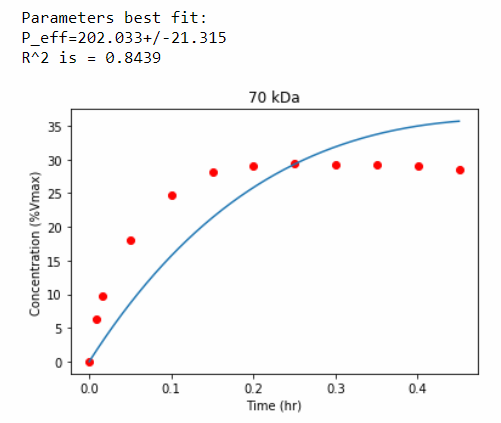 Parameters best fit:
P_eff=202.033+/-21.315
R^2 is = 0.8439
70 kDa
Concentration (%Vmax)
35
30
25
20
15
10
5
0
0.0 0.1 0.2 0.3 0.4
Time (hr)